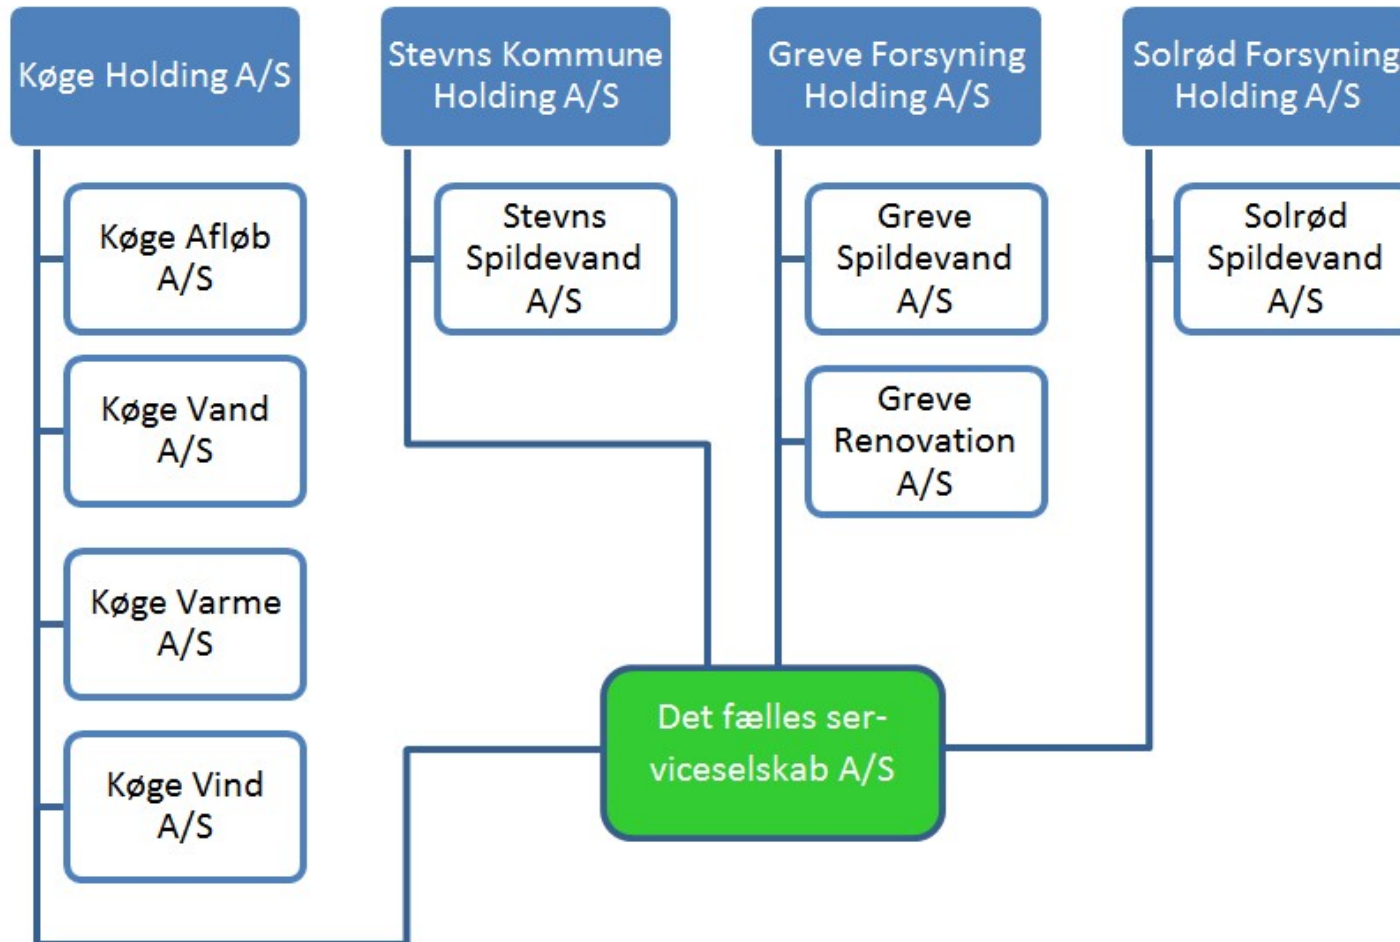 Køge Holding A/S
Stevns Kommune
Holding A/S
Greve Forsyning
Holding A/S
Solrød Forsyning
Holding A/S
Køge Afløb
A/S
Køge Vand
A/S
Køge Varme
A/S
Køge Vind
A/S
Stevns
Spildevand
A/S
Greve
Spildevand
A/S
Greve
Renovation
A/S
Solrød
Spildevand
A/S
Det fælles ser-
viceselskab A/S